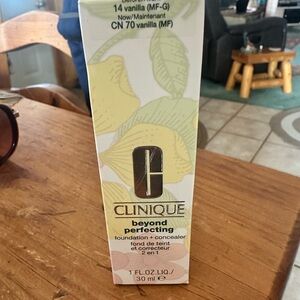 14 vanilla (MF-G)
Now/Maintenant
CN 70 vanilla (MF)
CLINIQUE
beyond
perfecting
foundation + concealer
fond de teint
et correcteur
2 en 1
1 FL.OZ.LIQ./
30 ml e